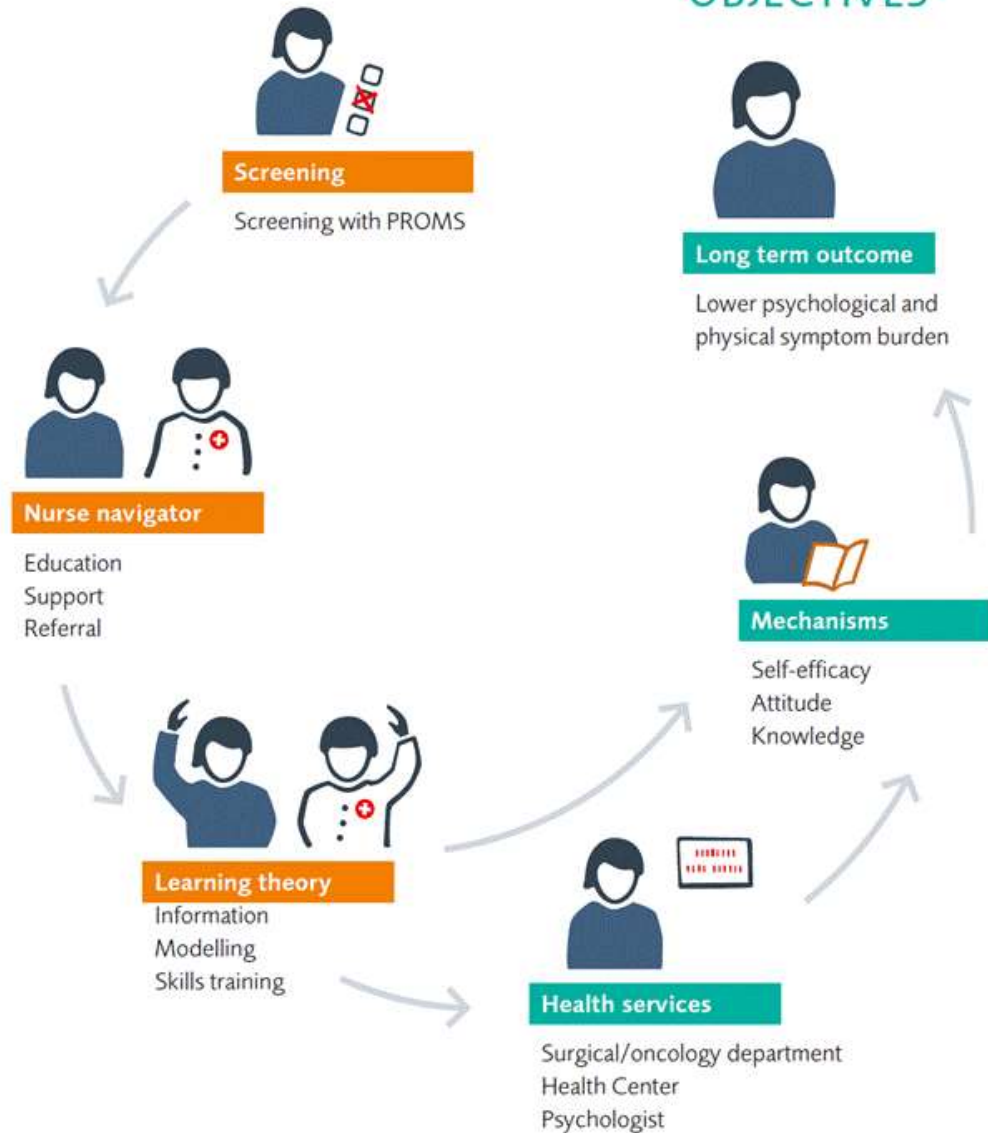 OBJECTIVES
Screening
Screening with PROMS
Long term outcome
Lower psychological and
physical symptom burden
Nurse navigator
Education
Support
Referral
Mechanisms
Self-efficacy
Attitude
Knowledge
Learning theory
Information
Modelling
Skills training
Health services
Surgical/oncology department
Health Center
Psychologist